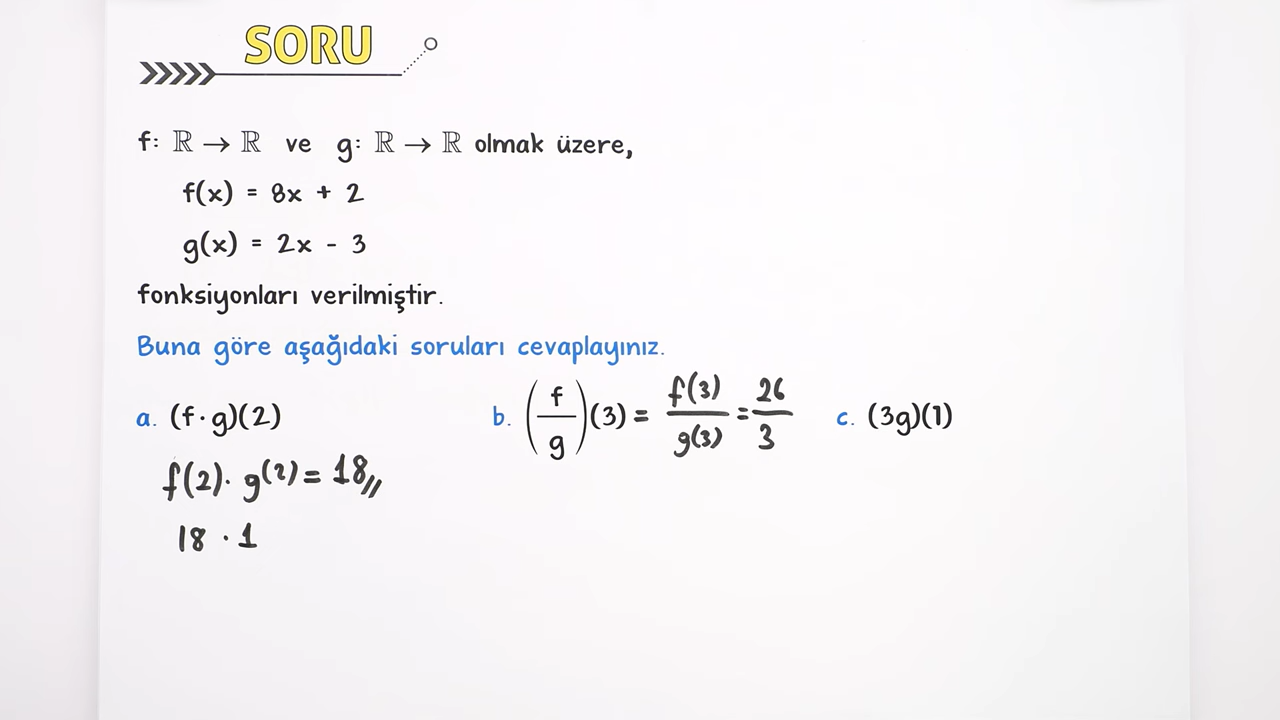 SORU
f: ℝ → ℝ ve g: ℝ → ℝ olmak üzere,
f(x) = 8x + 2
g(x) = 2x - 3
fonksiyonları verilmiştir.
Buna göre aşağıdaki soruları cevaplayınız.
a. (f·g)(2)
f(2)· g(2) = 18//
18 · 1
b. (f/g)(3) = f(3)/g(3) = 26/3
c. (3g)(1)